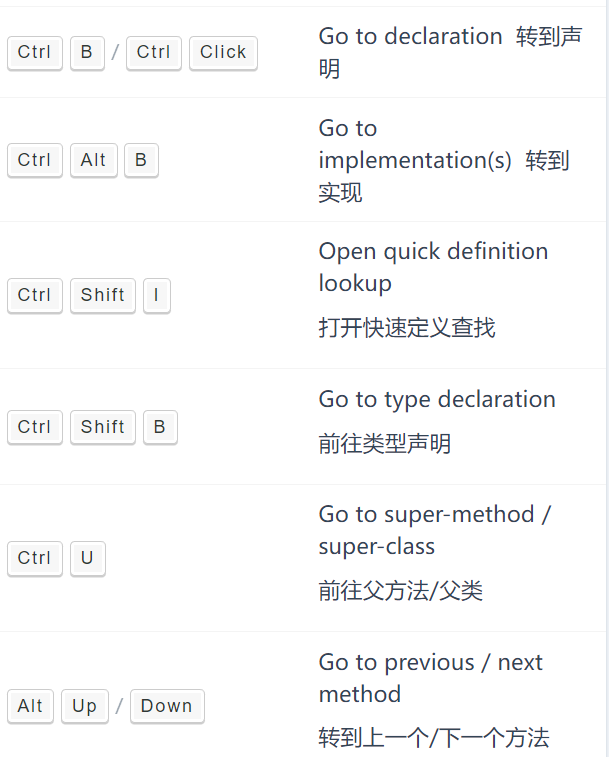 Ctrl B / Ctrl Click
Go to declaration 转到声
明
Ctrl Alt B
Go to
implementation(s) 转到
实现
Ctrl Shift I
Open quick definition
lookup
打开快速定义查找
Ctrl Shift B
Go to type declaration
前往类型声明
Ctrl U
Go to super-method /
super-class
前往父方法/父类
Alt Up / Down
Go to previous / next
method
转到上一个/下一个方法